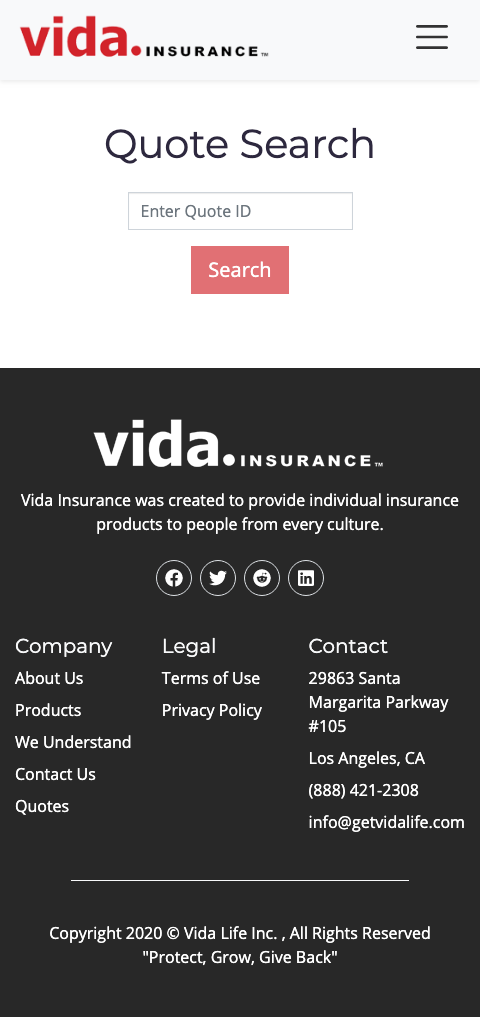 vida.INSURANCE™
Quote Search
Enter Quote ID
Search
vida.INSURANCE™
Vida Insurance was created to provide individual insurance
products to people from every culture.
Company
About Us
Products
We Understand
Contact Us
Quotes
Legal
Terms of Use
Privacy Policy
Contact
29863 Santa
Margarita Parkway
#105
Los Angeles, CA
(888) 421-2308
info@getvidalife.com
Copyright 2020 © Vida Life Inc. , All Rights Reserved
"Protect, Grow, Give Back"